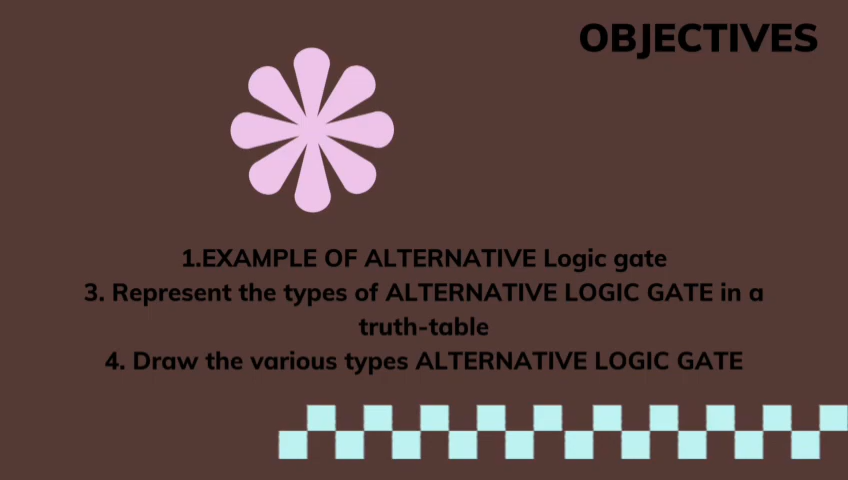 OBJECTIVES
1.EXAMPLE OF ALTERNATIVE Logic gate
3. Represent the types of ALTERNATIVE LOGIC GATE in a
truth-table
4. Draw the various types ALTERNATIVE LOGIC GATE